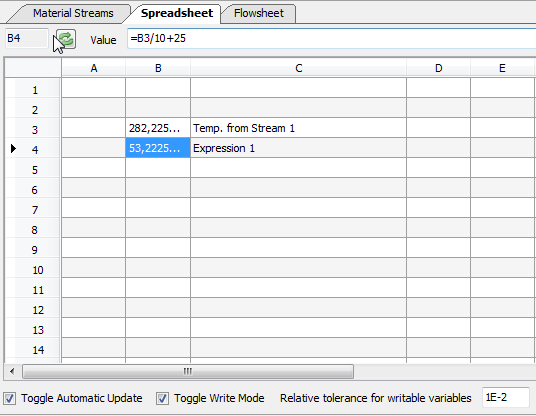 Material Streams Spreadsheet Flowsheet
B4 Value =B3/10+25
A B C D E
1
2
3 282,225... Temp. from Stream 1
4 53,2225... Expression 1
5
6
7
8
9
10
11
12
13
14
Toggle Automatic Update Toggle Write Mode Relative tolerance for writable variables 1E-2